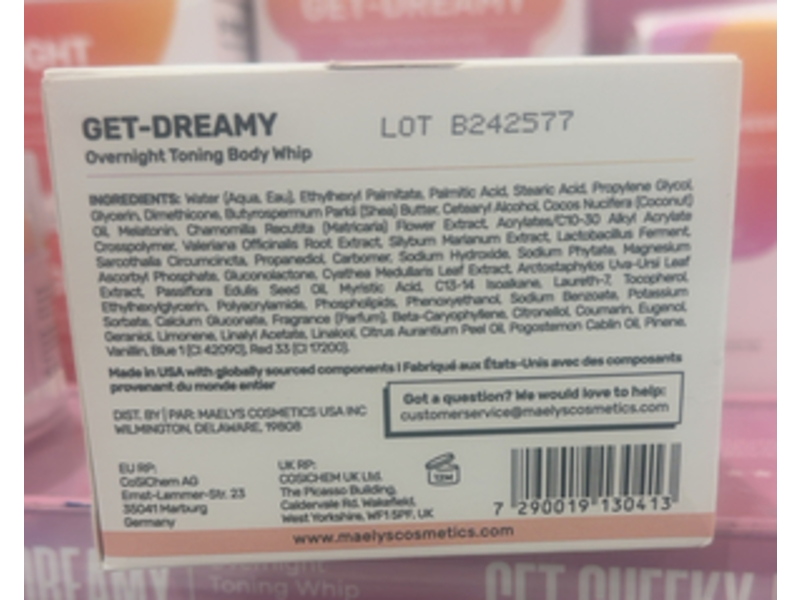 GHT
GET-DREAMY
GET-DREAMY
LOT B242577
Overnight Toning Body Whip
INGREDIENTS: Water (Aqua, Eau), Ethylhexyl Palmitate, Palmitic Acid, Stearic Acid, Propylene Glycol,
Glycerin, Dimethicone, Butyrospermum Parkii (Shea) Butter, Cetearyl Alcohol, Cocos Nucifera (Coconut)
Oil, Melatonin, Chamomilla Recutita (Matricaria) Flower Extract, Acrylates/C10-30 Alkyl Acrylate
Crosspolymer, Valeriana Officinalis Root Extract, Silybum Marianum Extract, Lactobacillus Ferment,
Sarcothalia Circumcincta, Propanediol, Carbomer, Sodium Hydroxide, Sodium Phytate, Magnesium
Ascorbyl Phosphate, Gluconolactone, Cyathea Medullaris Leaf Extract, Arctostaphylos Uva-Ursi Leaf
Extract, Passiflora Edulis Seed Oil, Myristic Acid, C13-14 Isoalkane, Laureth-7, Tocopherol,
Ethylhexylglycerin, Polyacrylamide, Phospholipids, Phenoxyethanol, Sodium Benzoate, Potassium
Sorbate, Calcium Gluconate, Fragrance (Parfum), Beta-Caryophyllene, Citronellol, Coumarin, Eugenol,
Geraniol, Limonene, Linalyl Acetate, Linalool, Citrus Aurantium Peel Oil, Pogostemon Cablin Oil, Pinene,
Vanillin, Blue 1 (CI 42090), Red 33 (CI 17200).
Made in USA with globally sourced components | Fabriqué aux États-Unis avec des composants
provenant du monde entier
DIST. BY | PAR: MAELYS COSMETICS USA INC
WILMINGTON, DELAWARE, 19808
Got a question? We would love to help:
customerservice@maelyscosmetics.com
EU RP:
CoSiChem AG
Ernst-Lemmer-Str. 23
35041 Marburg
Germany
UK RP:
COSICHEM UK Ltd.
The Picasso Building,
Caldervale Rd, Wakefield,
West Yorkshire, WF1 5PF, UK
12M
7 290019 130413
www.maelyscosmetics.com
DREAMY
Overnight
Toning Whip
GET CHEEKY